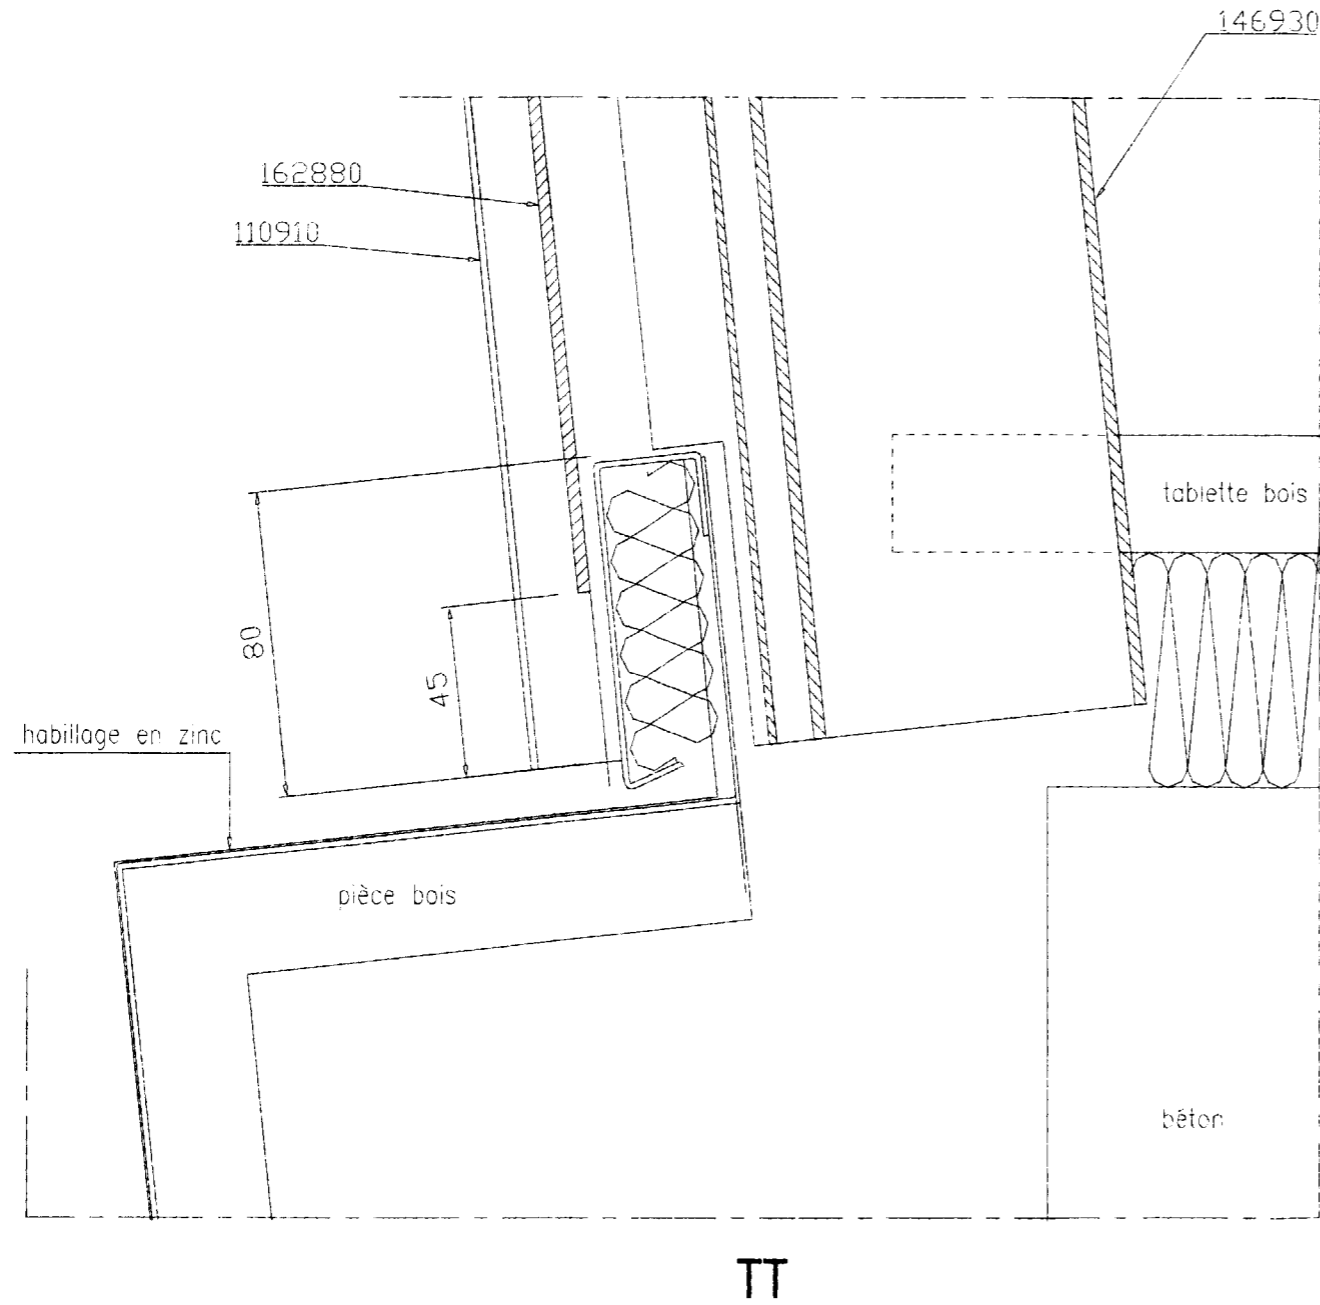 146930
162880
110910
tablette bois
80
45
habillage en zinc
pièce bois
béton
TT